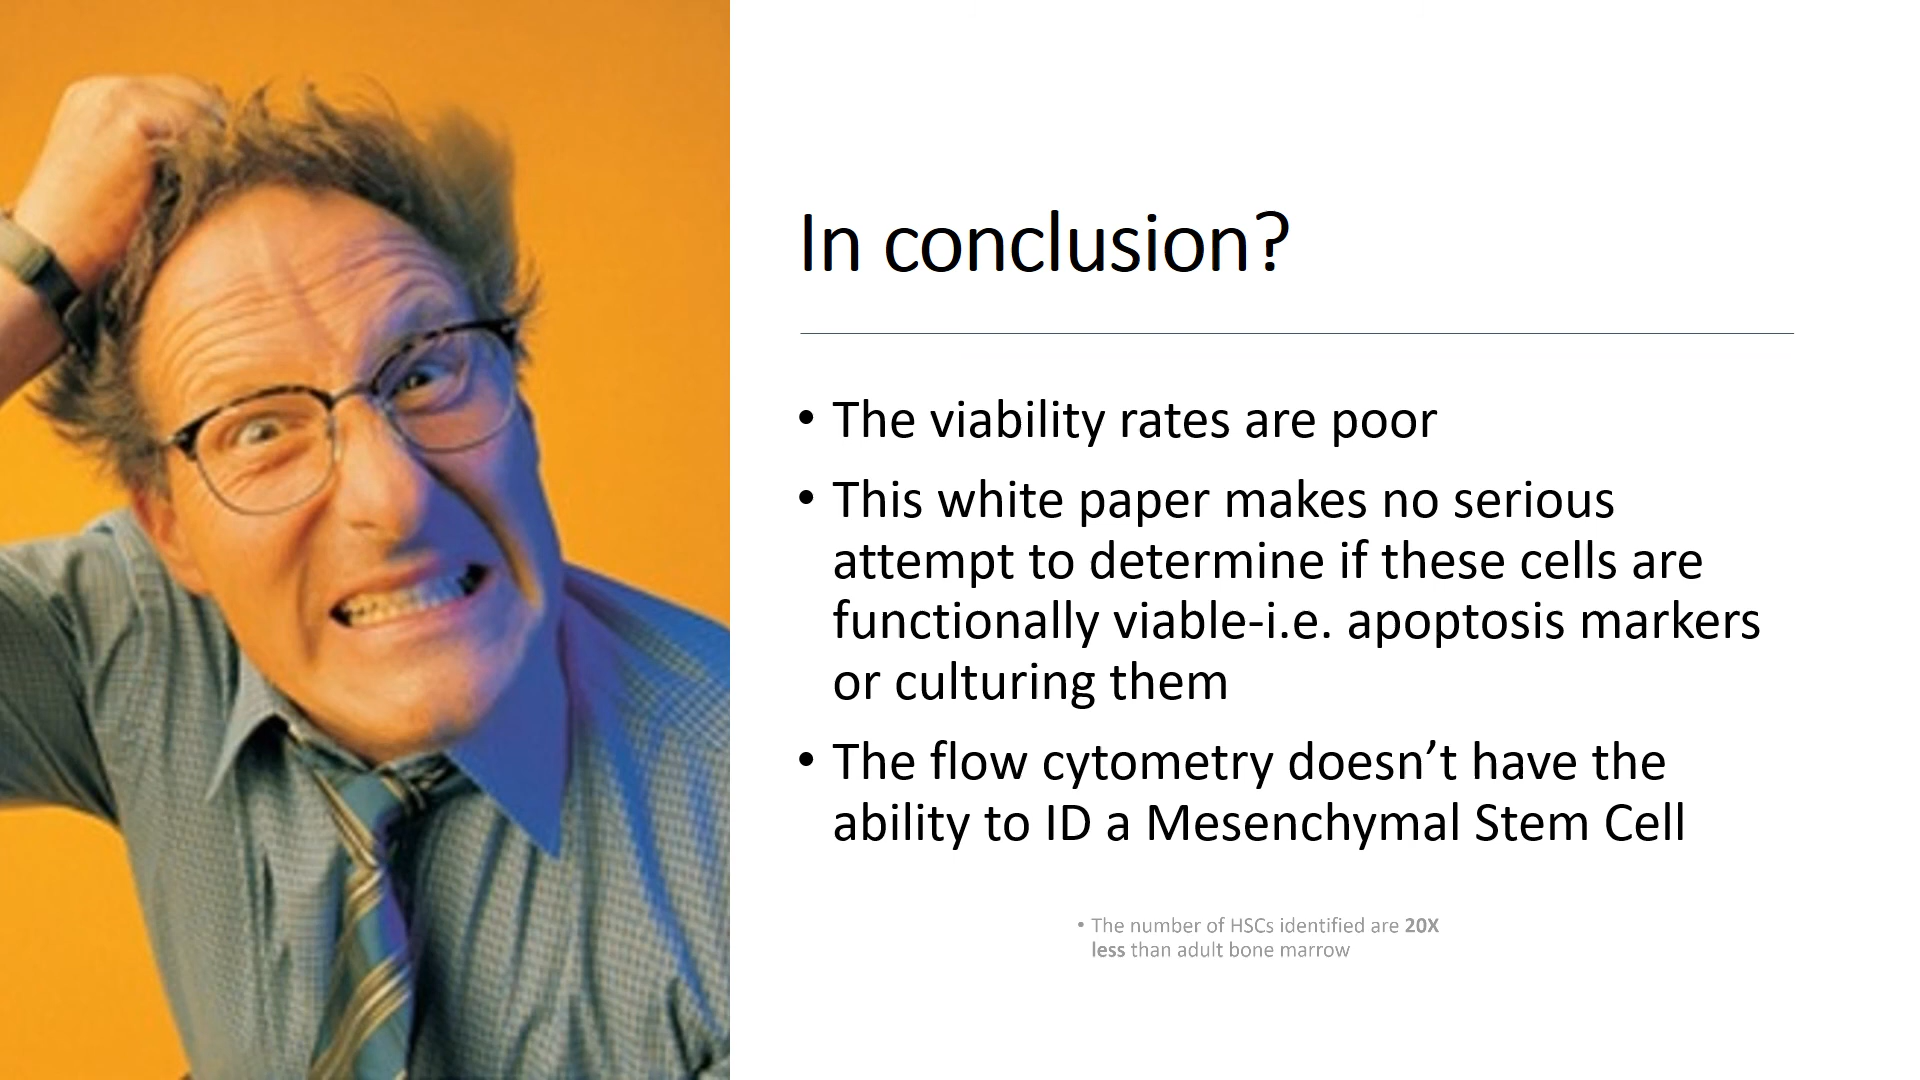 In conclusion?
• The viability rates are poor
• This white paper makes no serious
attempt to determine if these cells are
functionally viable-i.e. apoptosis markers
or culturing them
• The flow cytometry doesn’t have the
ability to ID a Mesenchymal Stem Cell
• The number of HSCs identified are 20X
less than adult bone marrow